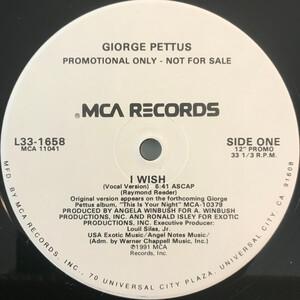 GIORGE PETTUS
PROMOTIONAL ONLY - NOT FOR SALE
®MCA RECORDS
L33-1658
MCA 11041
SIDE ONE
12" PROMO
33 1/3 R.P.M.
I WISH
(Vocal Version) 6:41 ASCAP
(Raymond Reader)
Original version appears on the forthcoming Giorge
Pettus album, "This Is Your Night" MCA-10379
PRODUCED BY ANGELA WINBUSH FOR A. WINBUSH
PRODUCTIONS, INC. AND RONALD ISLEY FOR EXOTIC
PRODUCTIONS, INC. / Executive Producer:
Louil Silas, Jr.
USA Exotic Music/Angel Notes Music/
(Adm. by Warner Chappell Music, Inc.)
℗1991 MCA
Records, Inc.
MFD. BY MCA RECORDS, INC., 70 UNIVERSAL CITY PLAZA, UNIVERSAL CITY, CA. 91608